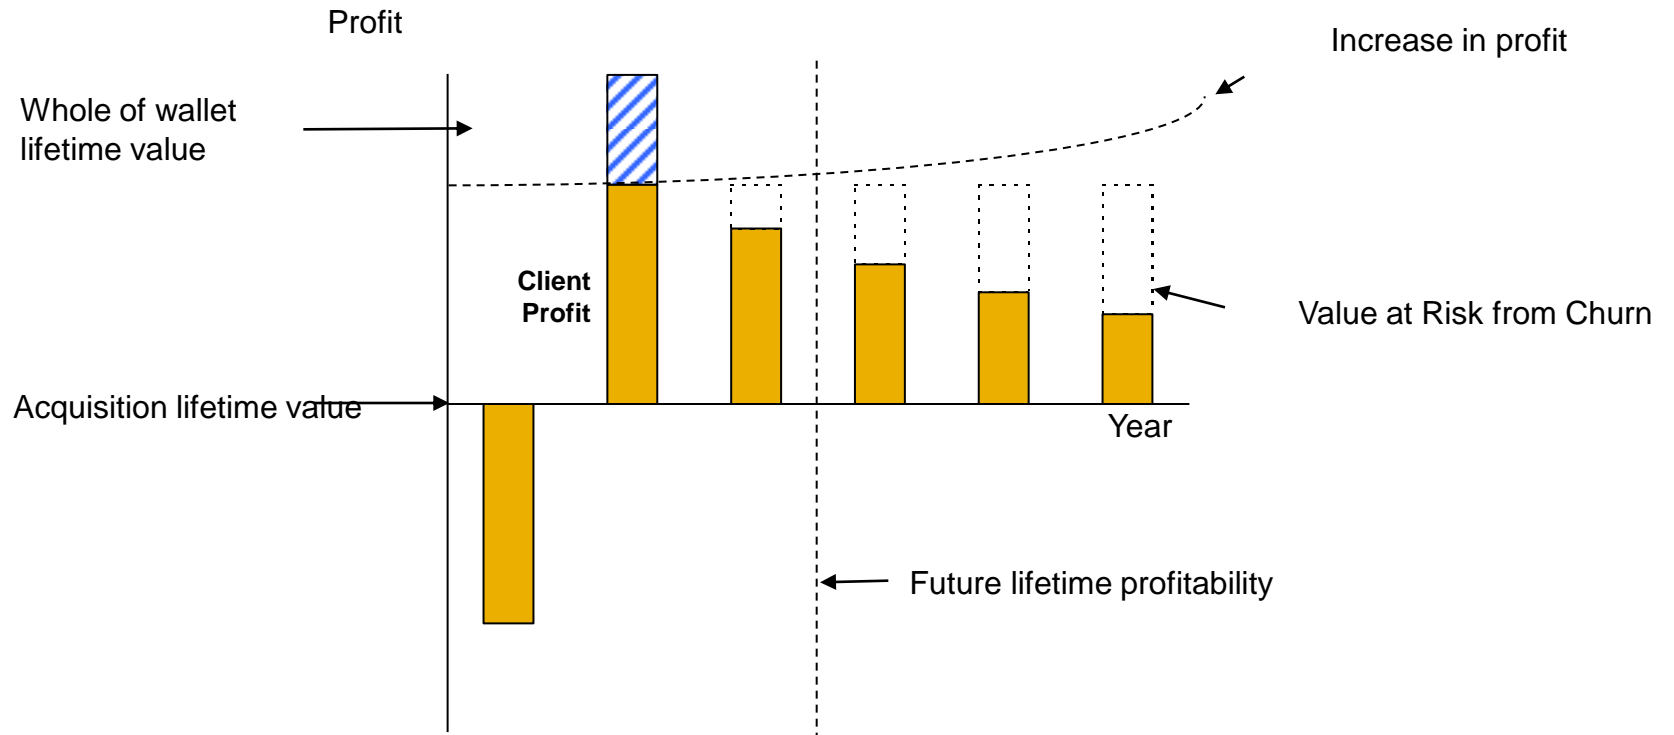 Profit
Increase in profit
Whole of wallet
lifetime value
Client
Profit
Value at Risk from Churn
Acquisition lifetime value
Year
Future lifetime profitability